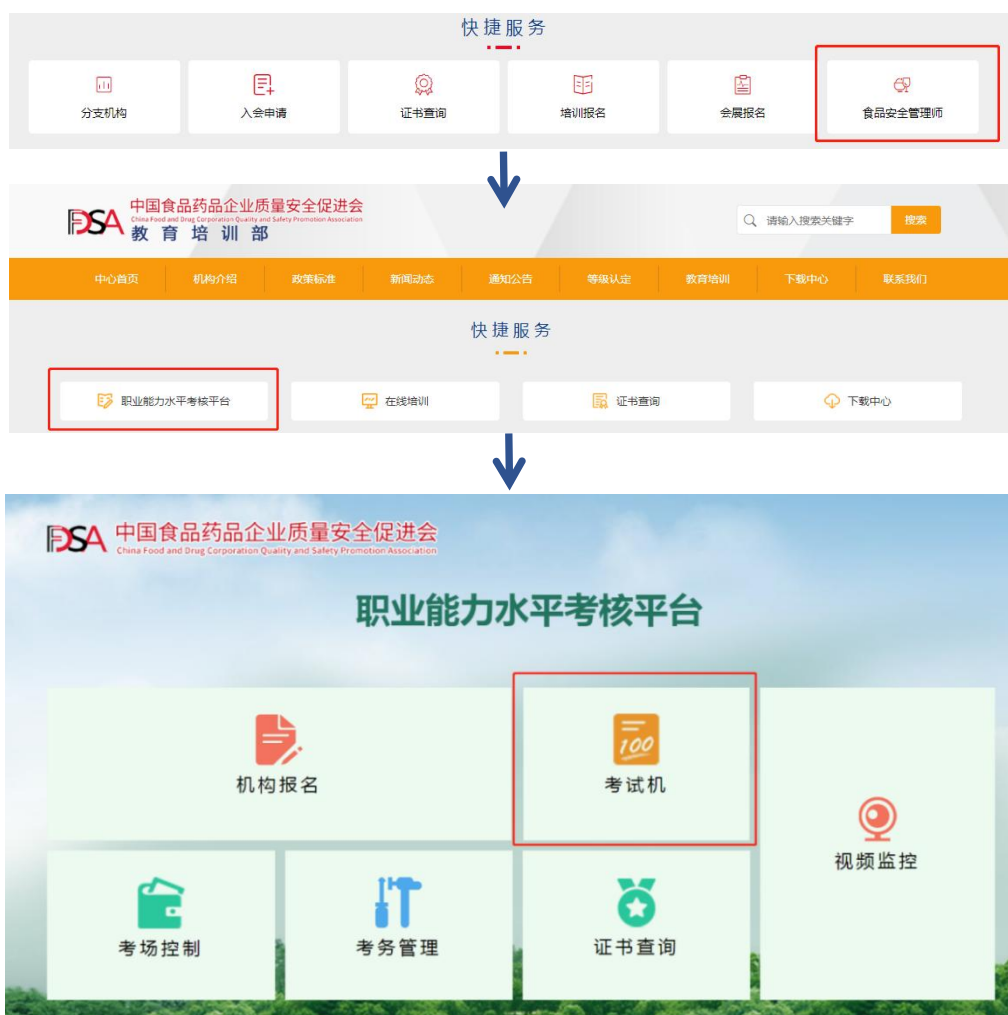 快捷服务
分支机构
入会申请
证书查询
培训报名
会展报名
食品安全管理师
FDSA 中国食品药品企业质量安全促进会
China Food and Drug Corporation Quality and Safety Promotion Association
教育培训部
请输入搜索关键字
搜索
中心首页
机构介绍
政策标准
新闻动态
通知公告
等级认定
教育培训
下载中心
联系我们
快捷服务
职业能力水平考核平台
在线培训
证书查询
下载中心
FDSA 中国食品药品企业质量安全促进会
China Food and Drug Corporation Quality and Safety Promotion Association
职业能力水平考核平台
机构报名
100
考试机
视频监控
考场控制
考务管理
证书查询